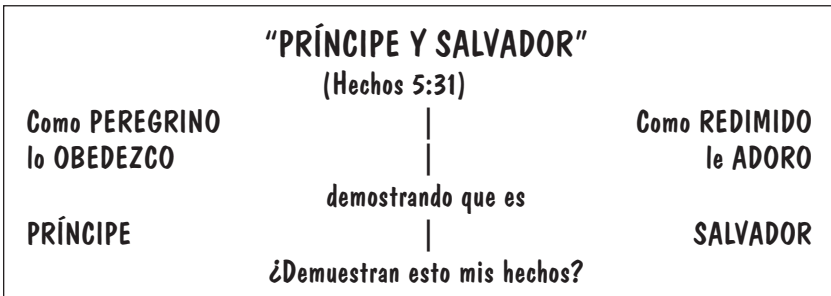 “PRÍNCIPE Y SALVADOR”
(Hechos 5:31)
Como PEREGRINO | Como REDIMIDO
lo OBEDEZCO | le ADORO
demostrando que es
PRÍNCIPE | SALVADOR
¿Demuestran esto mis hechos?